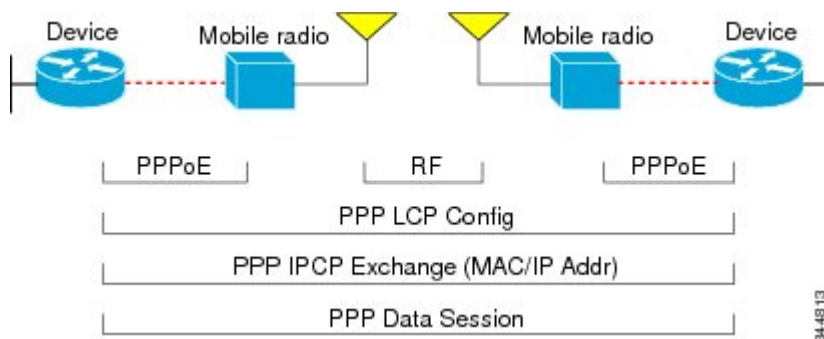 Device
Mobile radio
Mobile radio
Device
PPPoE
RF
PPPoE
PPP LCP Config
PPP IPCP Exchange (MAC/IP Addr)
PPP Data Session
344813